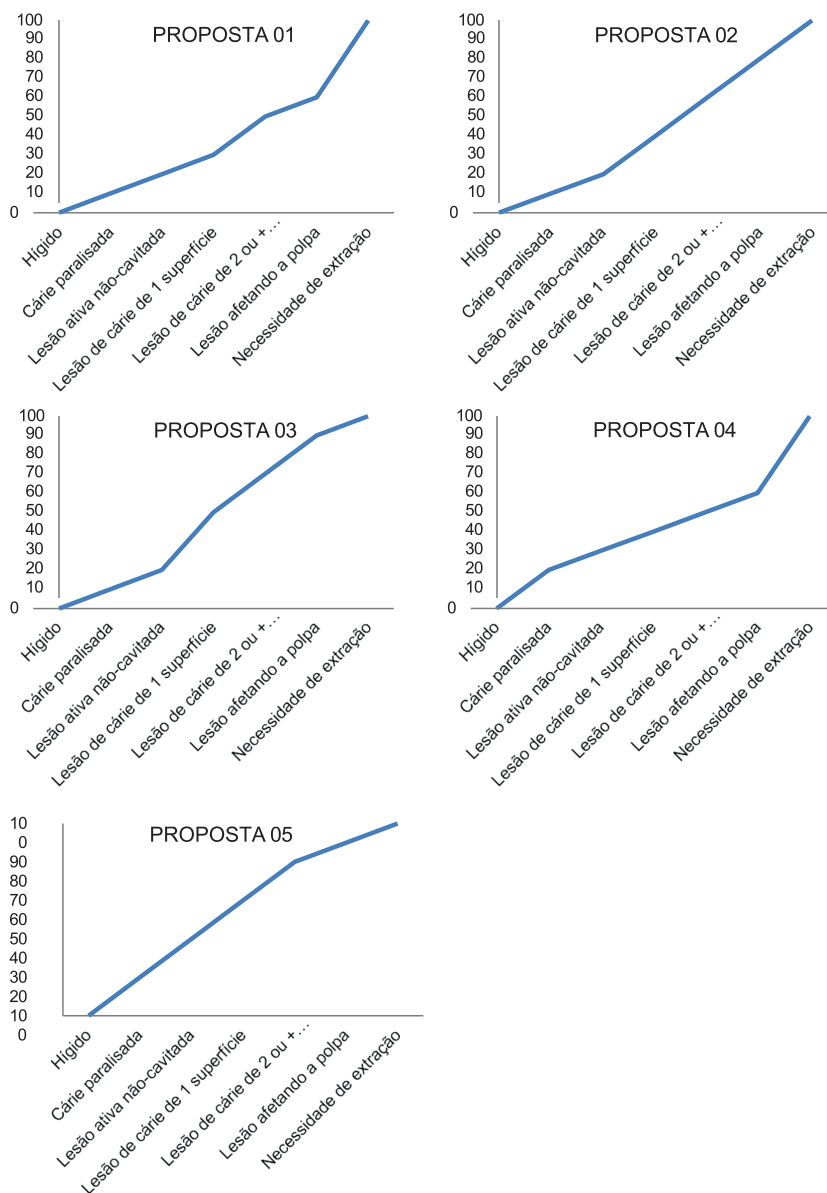 PROPOSTA 01
100
90
80
70
60
50
40
30
20
10
0
Hígido
Cárie paralisada
Lesão ativa não-cavitada
Lesão de cárie de 1 superfície
Lesão de cárie de 2 ou +...
Lesão afetando a polpa
Necessidade de extração
PROPOSTA 02
100
90
80
70
60
50
40
30
20
10
0
Hígido
Cárie paralisada
Lesão ativa não-cavitada
Lesão de cárie de 1 superfície
Lesão de cárie de 2 ou +...
Lesão afetando a polpa
Necessidade de extração
PROPOSTA 03
100
90
80
70
60
50
40
30
20
10
0
Hígido
Cárie paralisada
Lesão ativa não-cavitada
Lesão de cárie de 1 superfície
Lesão de cárie de 2 ou +...
Lesão afetando a polpa
Necessidade de extração
PROPOSTA 04
100
90
80
70
60
50
40
30
20
10
0
Hígido
Cárie paralisada
Lesão ativa não-cavitada
Lesão de cárie de 1 superfície
Lesão de cárie de 2 ou +...
Lesão afetando a polpa
Necessidade de extração
PROPOSTA 05
10
0
90
80
70
60
50
40
30
20
10
0
Hígido
Cárie paralisada
Lesão ativa não-cavitada
Lesão de cárie de 1 superfície
Lesão de cárie de 2 ou +...
Lesão afetando a polpa
Necessidade de extração